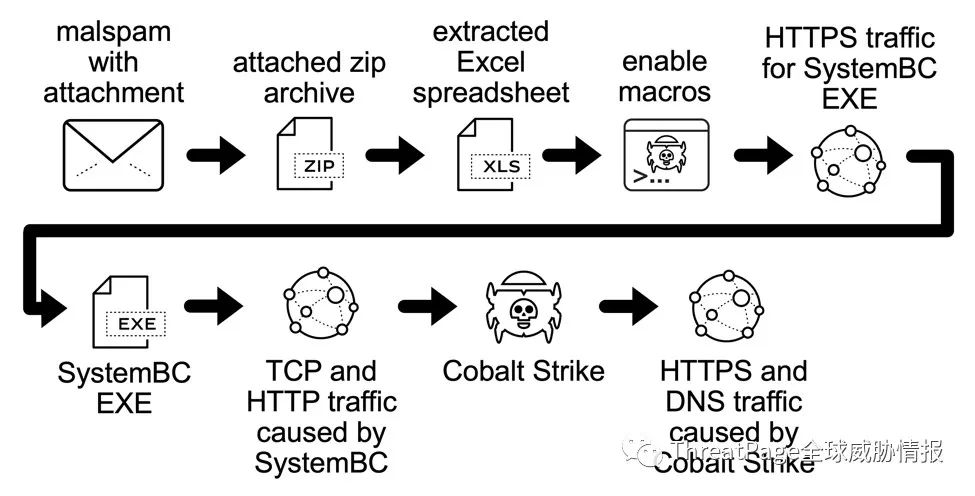 malspam
with
attachment
attached zip
archive
extracted
Excel
spreadsheet
enable
macros
HTTPS traffic
for SystemBC
EXE
ZIP
XLS
>...
EXE
SystemBC
EXE
TCP and
HTTP traffic
caused by
SystemBC
Cobalt Strike
HTTPS and
DNS traffic
caused by
Cobalt Strike
ThreatPage全球威胁情报